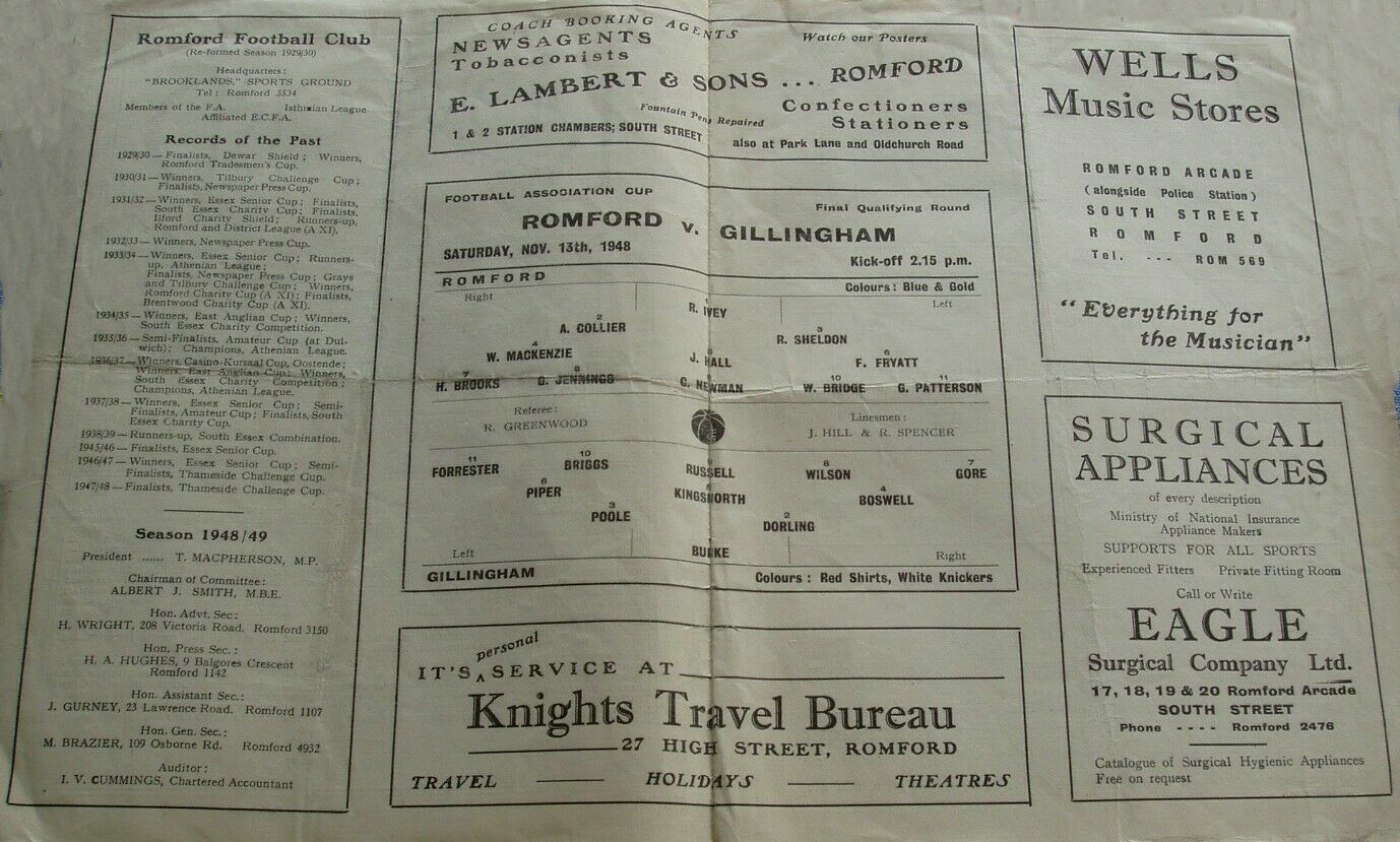 Romford Football Club
(Re-formed Season 1929/30)
Headquarters:
"BROOKLANDS," SPORTS GROUND
Tel: Romford 5534
Members of the F.A. Isthmian League
Affiliated E.C.F.A.
Records of the Past
1929/30—Finalists, Dewar Shield; Winners,
Romford Tradesmen's Cup.
1930/31—Winners, Tilbury Challenge Cup;
Finalists, Newspaper Press Cup.
1931/32—Winners, Essex Senior Cup; Finalists,
South Essex Charity Cup; Finalists,
Ilford Charity Shield; Runners-up,
Romford and District League (A XI).
1932/33—Winners, Newspaper Press Cup.
1933/34—Winners, Essex Senior Cup; Runners-
up, Athenian League;
Finalists, Newspaper Press Cup; Grays
and Tilbury Challenge Cup; Winners,
Romford Charity Cup (A XI); Finalists,
Brentwood Charity Cup (A XI).
1934/35—Winners, East Anglian Cup; Winners,
South Essex Charity Competition.
1935/36—Semi-Finalists, Amateur Cup (at Dul-
wich); Champions, Athenian League.
1936/37—Winners, Casino-Kursaal Cup, Oostende;
Winners, East Anglian Cup; Winners,
South Essex Charity Competition;
Champions, Athenian League.
1937/38—Winners, Essex Senior Cup; Semi-
Finalists, Amateur Cup; Finalists, South
Essex Charity Cup.
1938/39—Runners-up, South Essex Combination.
1945/46—Finalists, Essex Senior Cup.
1946/47—Winners, Essex Senior Cup; Semi-
Finalists, Thameside Challenge Cup.
1947/48—Finalists, Thameside Challenge Cup.
Season 1948/49
President ...... T. MACPHERSON, M.P.
Chairman of Committee:
ALBERT J. SMITH, M.B.E.
Hon. Advt. Sec:
H. WRIGHT, 208 Victoria Road. Romford 3150
Hon. Press Sec.:
H. A. HUGHES, 9 Balgores Crescent
Romford 1142
Hon. Assistant Sec.:
J. GURNEY, 23 Lawrence Road. Romford 1107
Hon. Gen. Sec.:
M. BRAZIER, 109 Osborne Rd. Romford 4932
Auditor:
I. V. CUMMINGS, Chartered Accountant
COACH BOOKING AGENTS
NEWSAGENTS Watch our Posters
Tobacconists
E. LAMBERT & SONS ... ROMFORD
Fountain Pens Repaired Confectioners
Stationers
1 & 2 STATION CHAMBERS; SOUTH STREET
also at Park Lane and Oldchurch Road
FOOTBALL ASSOCIATION CUP Final Qualifying Round
ROMFORD v. GILLINGHAM
SATURDAY, NOV. 13th, 1948 Kick-off 2.15 p.m.
ROMFORD Colours: Blue & Gold
Right Left
1
R. IVEY
2 3
A. COLLIER R. SHELDON
4 5 6
W. MACKENZIE J. HALL F. FRYATT
7 8 9 10 11
H. BROOKS G. JENNINGS C. NEWMAN W. BRIDGE G. PATTERSON
Referee: Linesmen:
R. GREENWOOD J. HILL & R. SPENCER
11 10 9 8 7
FORRESTER BRIGGS RUSSELL WILSON GORE
6 5 4
PIPER KINGSNORTH BOSWELL
3 2
POOLE DORLING
Left BURKE Right
GILLINGHAM Colours: Red Shirts, White Knickers
personal
IT'S ^ SERVICE AT
Knights Travel Bureau
27 HIGH STREET, ROMFORD
TRAVEL —— HOLIDAYS —— THEATRES
WELLS
Music Stores
ROMFORD ARCADE
(alongside Police Station)
SOUTH STREET
ROMFORD
Tel. --- ROM 569
"Everything for
the Musician"
SURGICAL
APPLIANCES
of every description
Ministry of National Insurance
Appliance Makers
SUPPORTS FOR ALL SPORTS
Experienced Fitters Private Fitting Room
Call or Write
EAGLE
Surgical Company Ltd.
17, 18, 19 & 20 Romford Arcade
SOUTH STREET
Phone ---- Romford 2476
Catalogue of Surgical Hygienic Appliances
Free on request